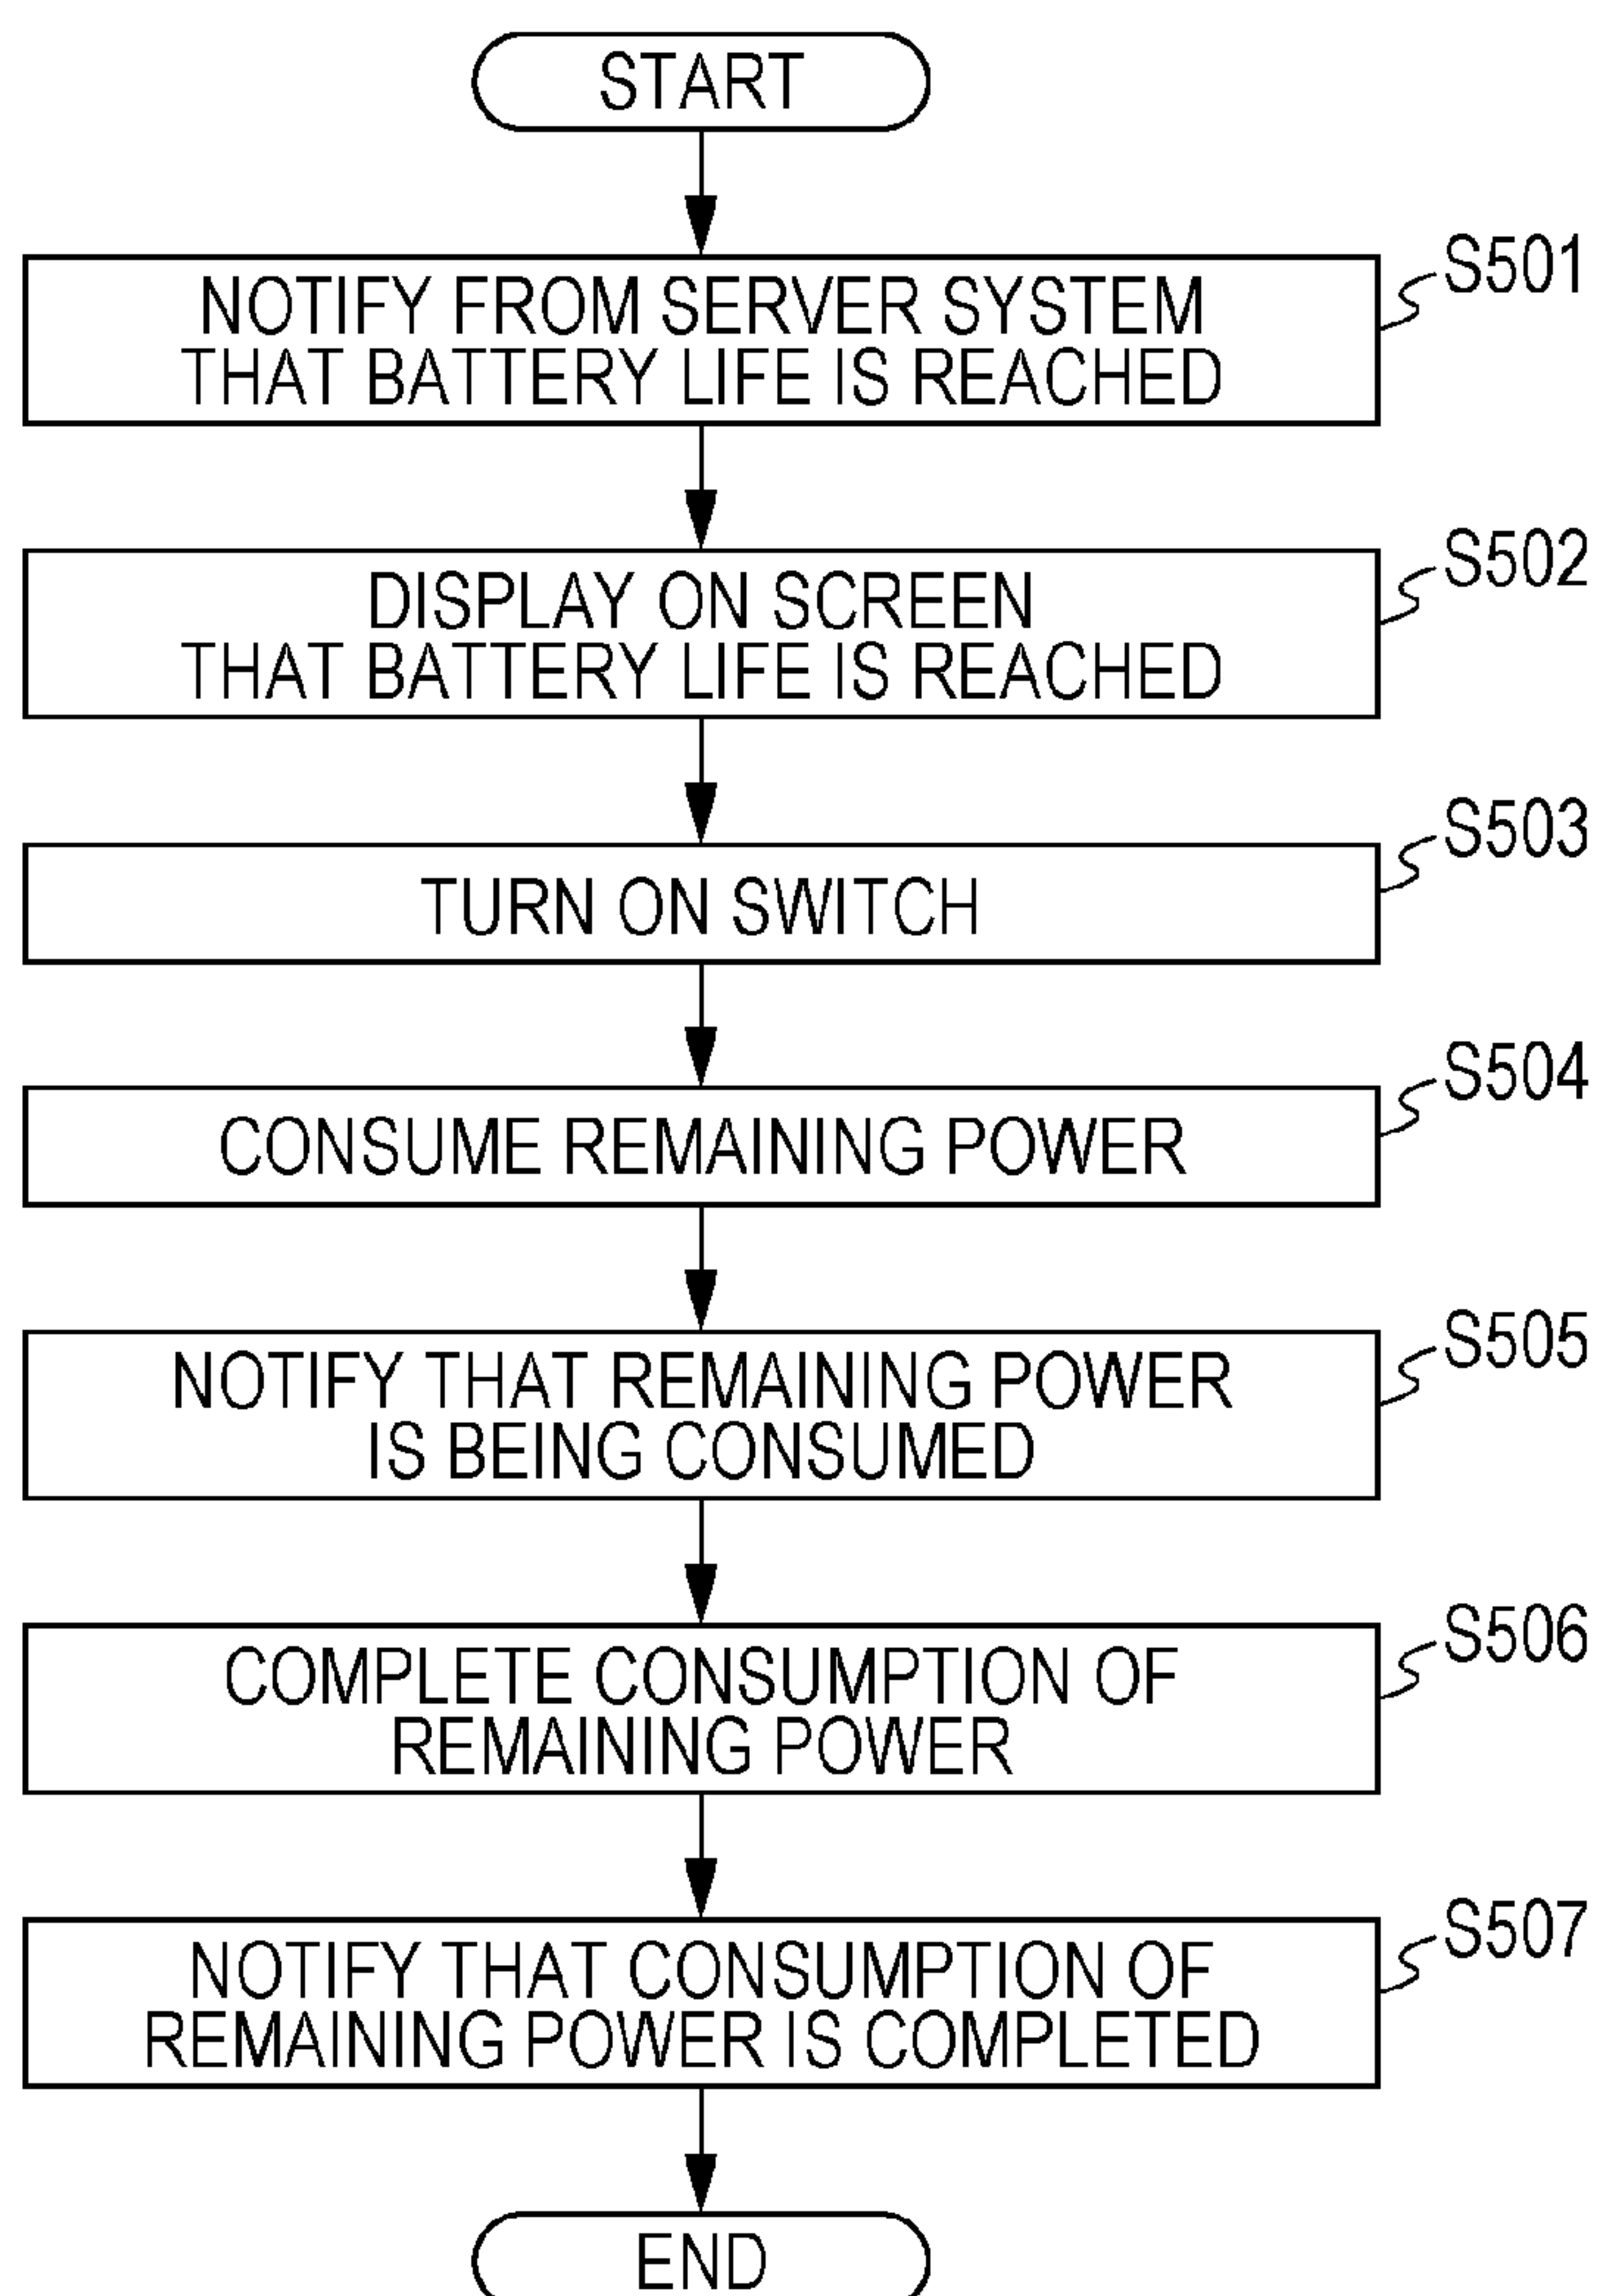 START
S501
NOTIFY FROM SERVER SYSTEM
THAT BATTERY LIFE IS REACHED
S502
DISPLAY ON SCREEN
THAT BATTERY LIFE IS REACHED
S503
TURN ON SWITCH
S504
CONSUME REMAINING POWER
S505
NOTIFY THAT REMAINING POWER
IS BEING CONSUMED
S506
COMPLETE CONSUMPTION OF
REMAINING POWER
S507
NOTIFY THAT CONSUMPTION OF
REMAINING POWER IS COMPLETED
END